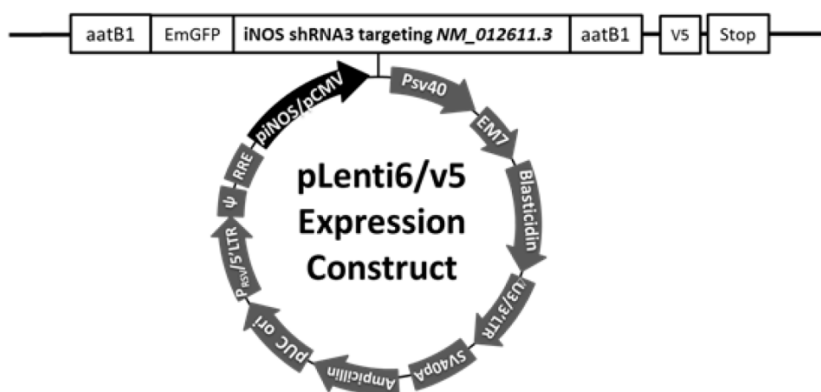 aatB1 EmGFP iNOS shRNA3 targeting NM_012611.3 aatB1 V5 Stop
piNOS/pCMV
Psv40
EM7
Blasticidin
U3/3'LTR
SV40pA
Ampicillin
pUC ori
PRSV/5'LTR
ψ
RRE
pLenti6/v5
Expression
Construct